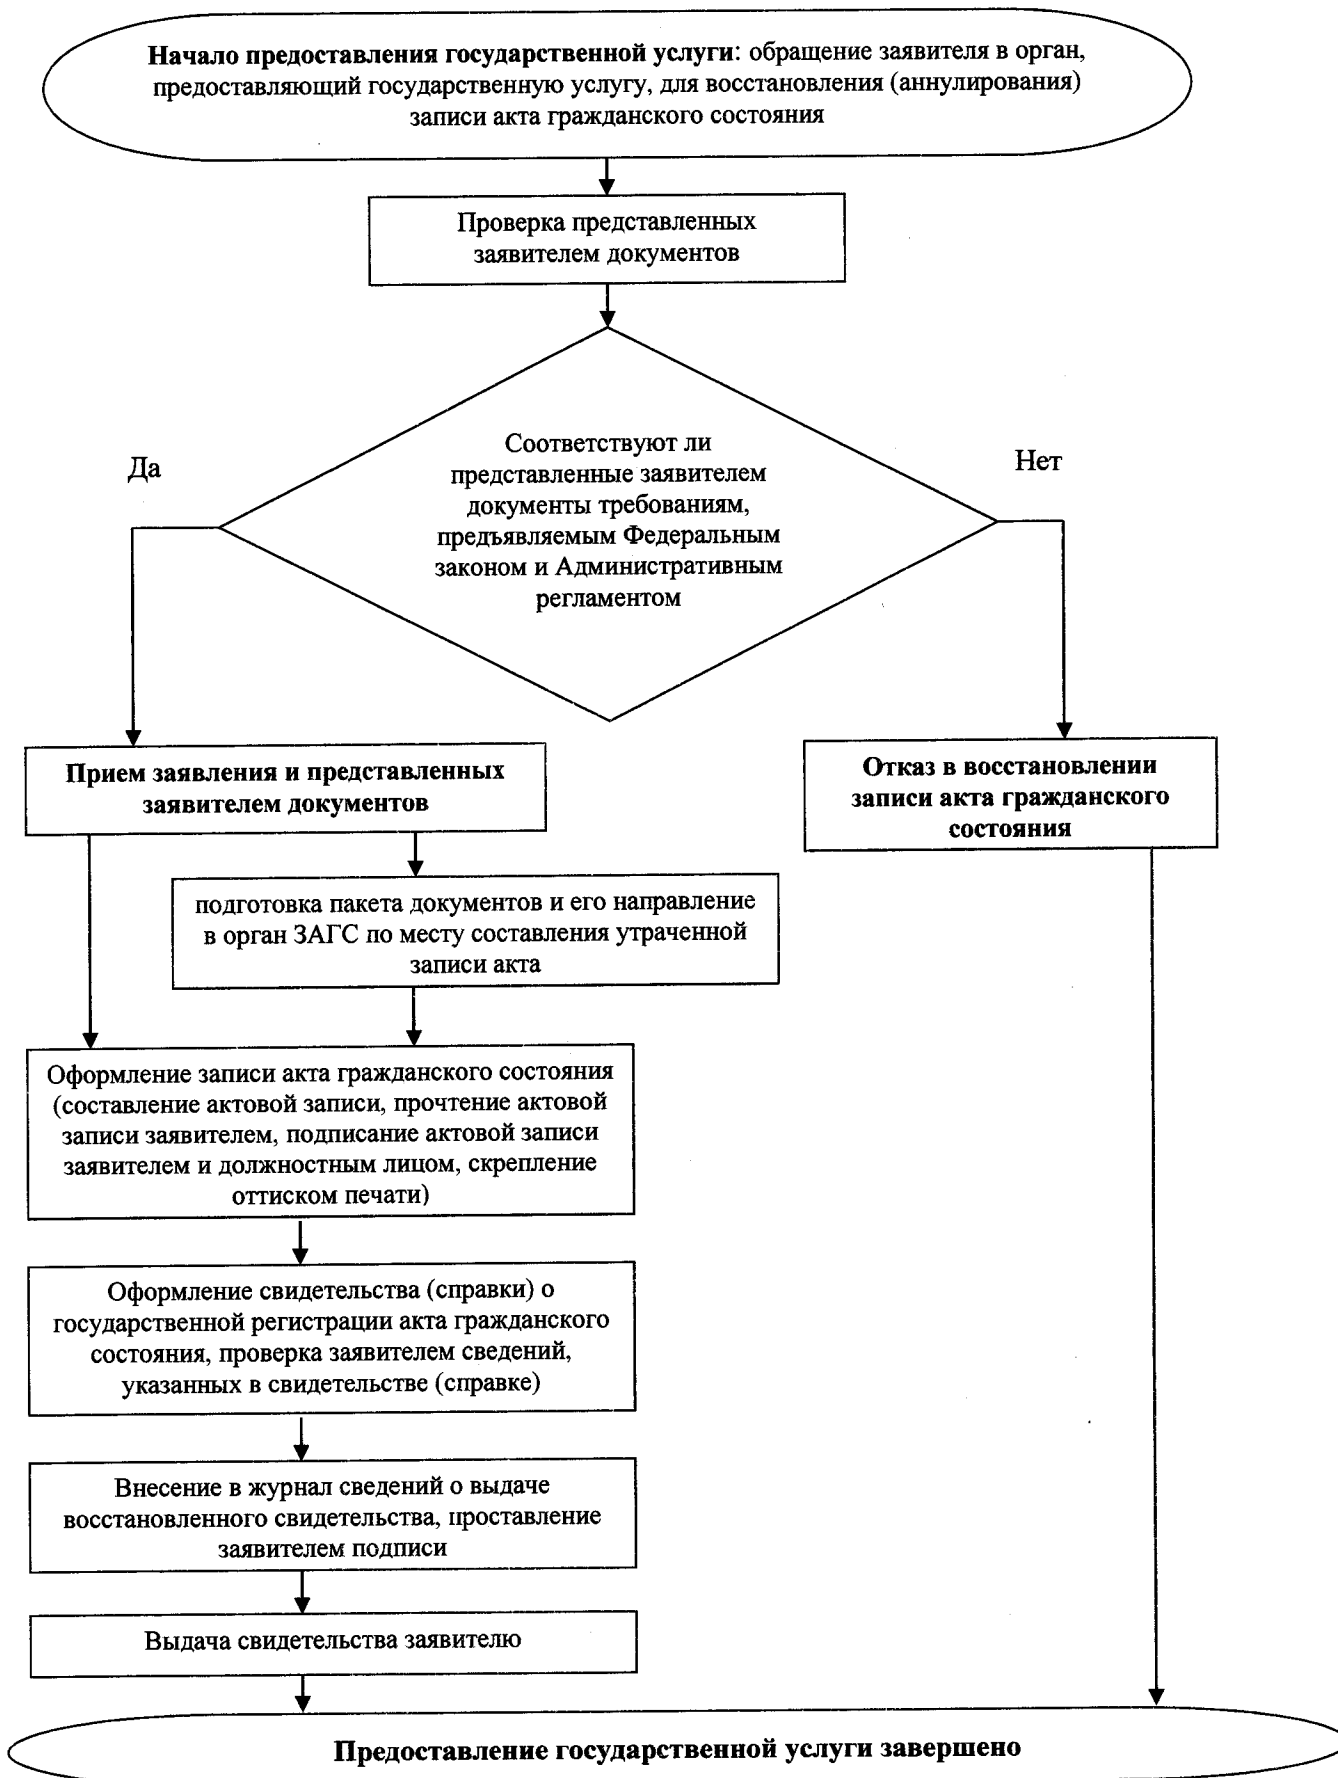 Начало предоставления государственной услуги: обращение заявителя в орган,
предоставляющий государственную услугу, для восстановления (аннулирования)
записи акта гражданского состояния
Проверка представленных
заявителем документов
Соответствуют ли
представленные заявителем
документы требованиям,
предъявляемым Федеральным
законом и Административным
регламентом
Да
Нет
Прием заявления и представленных
заявителем документов
Отказ в восстановлении
записи акта гражданского
состояния
подготовка пакета документов и его направление
в орган ЗАГС по месту составления утраченной
записи акта
Оформление записи акта гражданского состояния
(составление актовой записи, прочтение актовой
записи заявителем, подписание актовой записи
заявителем и должностным лицом, скрепление
оттиском печати)
Оформление свидетельства (справки) о
государственной регистрации акта гражданского
состояния, проверка заявителем сведений,
указанных в свидетельстве (справке)
Внесение в журнал сведений о выдаче
восстановленного свидетельства, проставление
заявителем подписи
Выдача свидетельства заявителю
Предоставление государственной услуги завершено